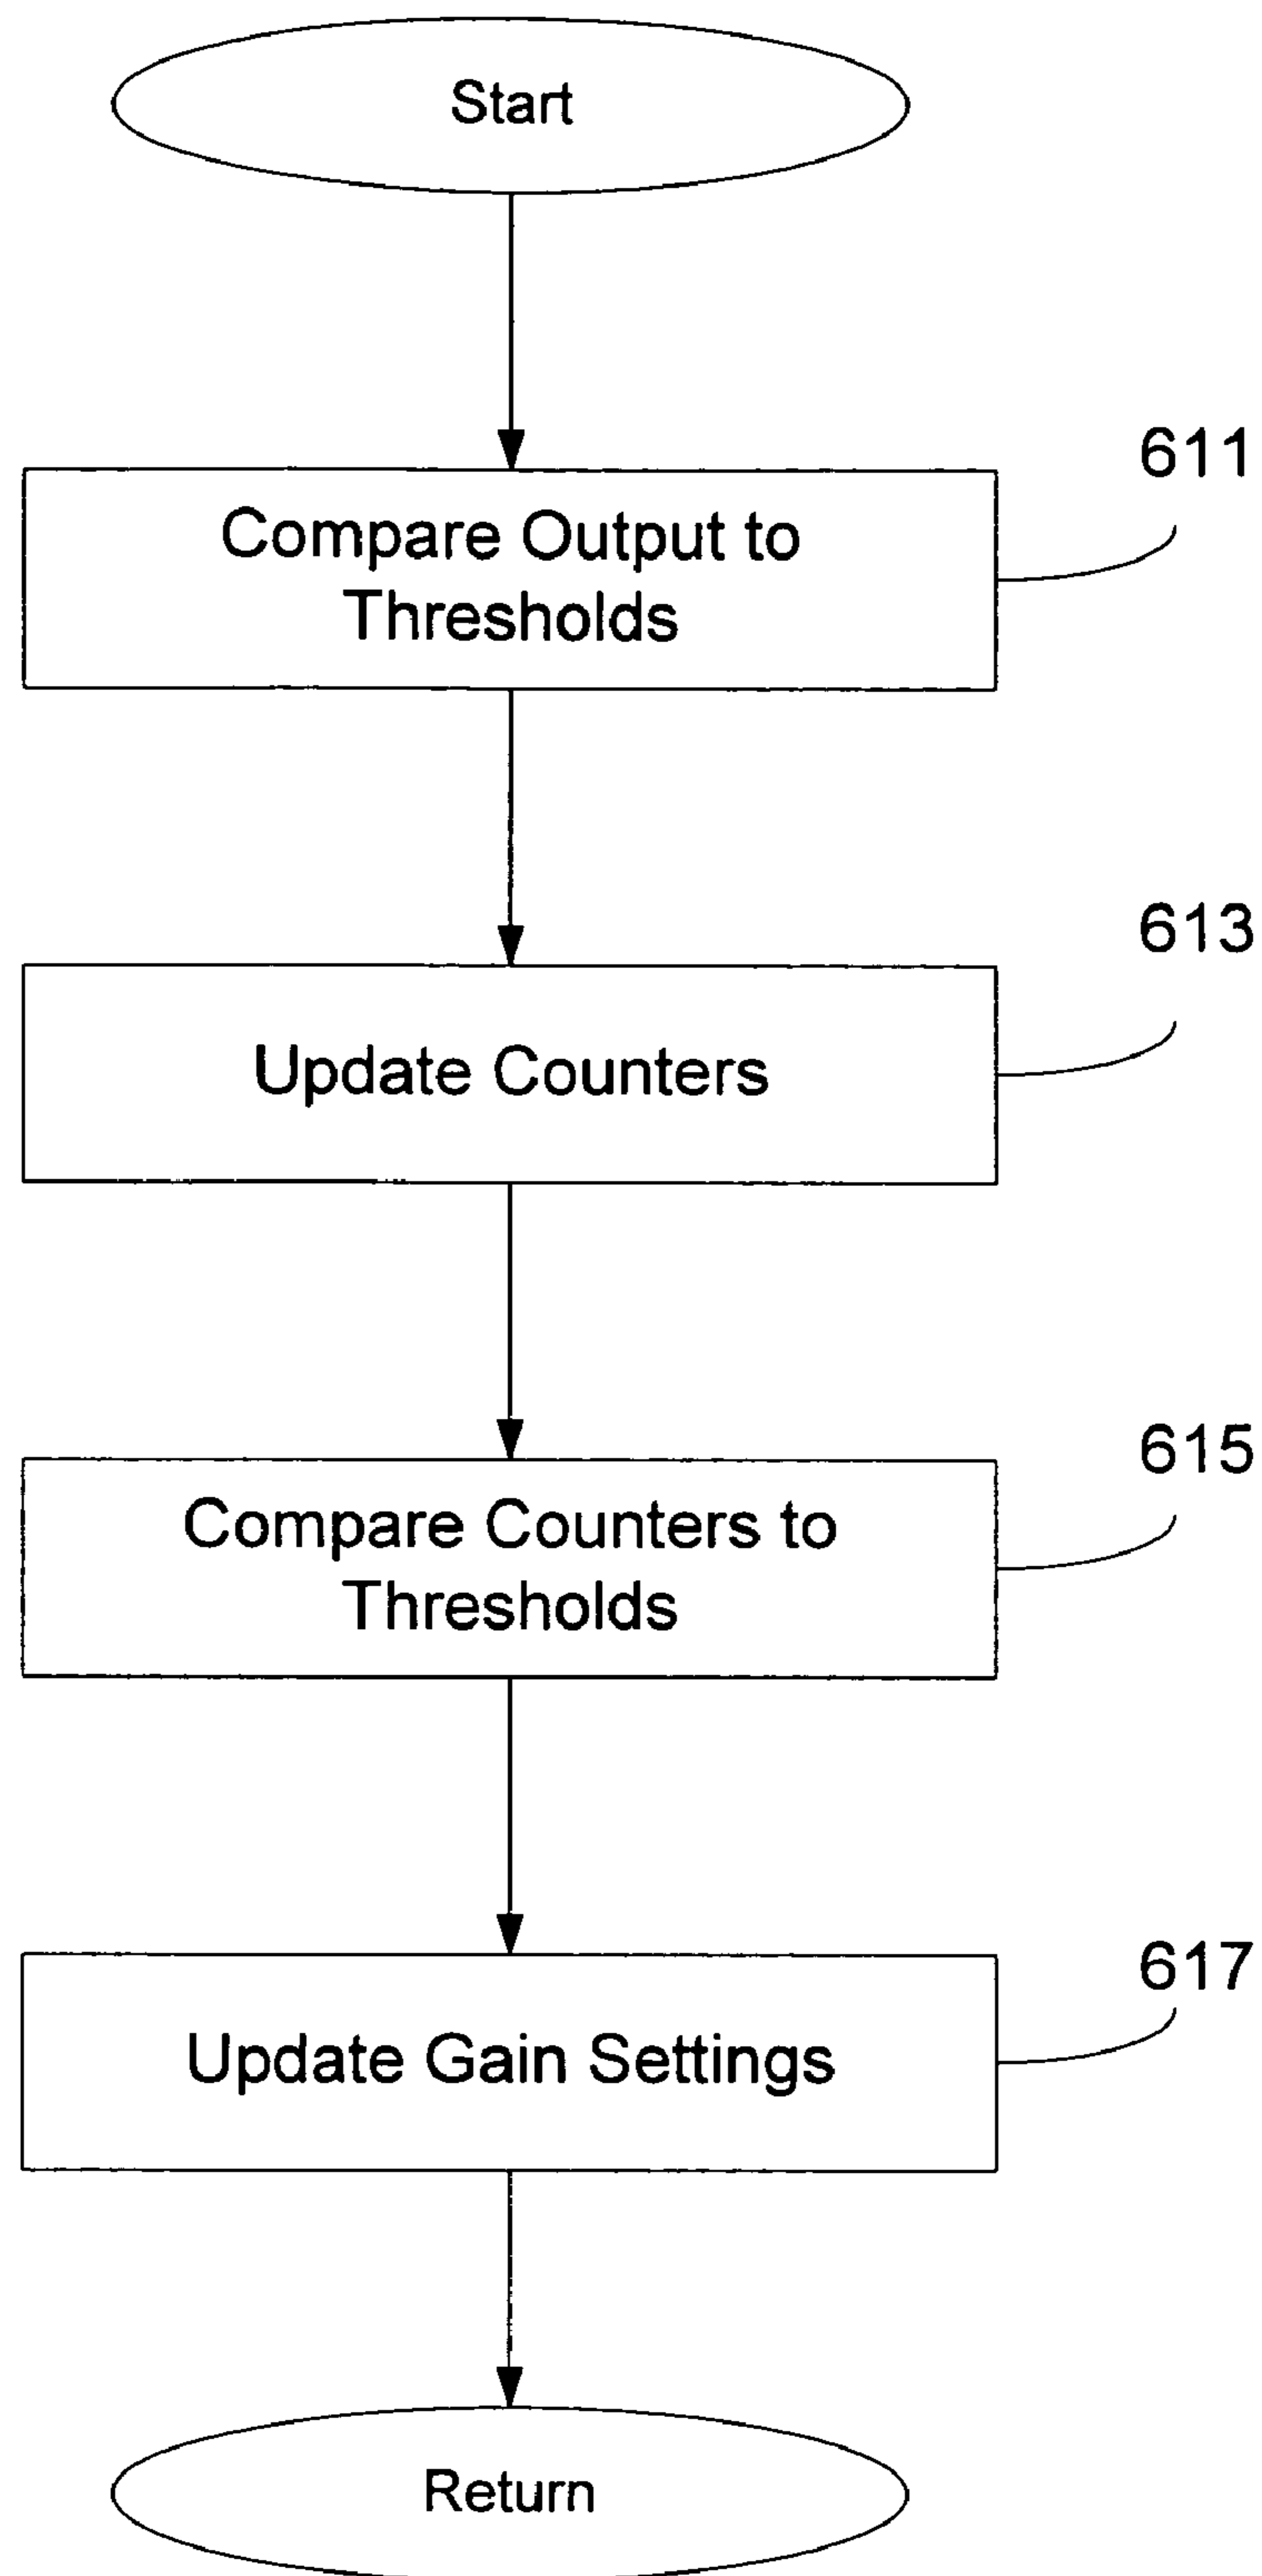 Start
611
Compare Output to
Thresholds
613
Update Counters
615
Compare Counters to
Thresholds
617
Update Gain Settings
Return